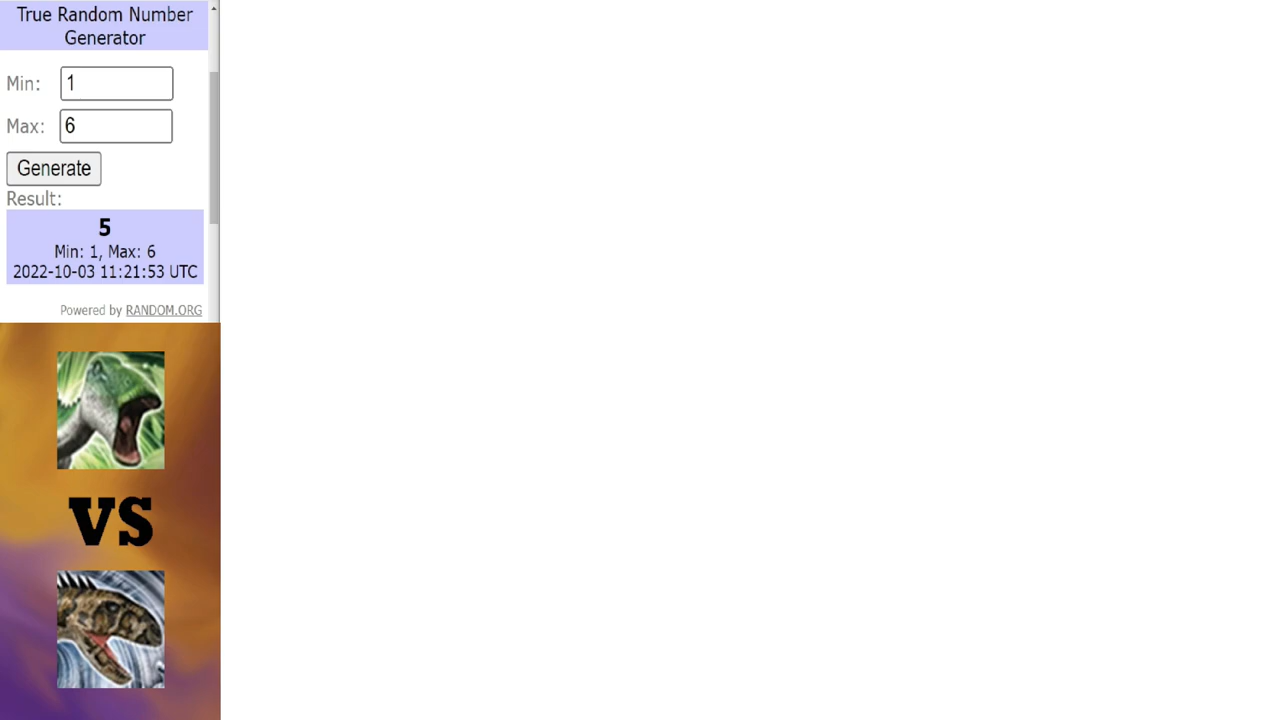 True Random Number
Generator
Min: 1
Max: 6
Generate
Result:
5
Min: 1, Max: 6
2022-10-03 11:21:53 UTC
Powered by RANDOM.ORG
VS